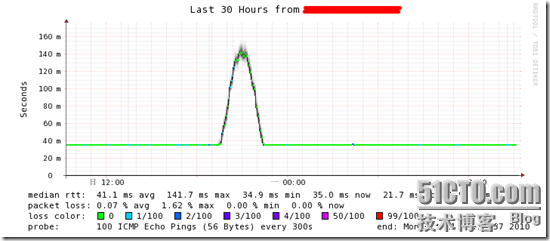 Last 30 Hours from
RRDTOOL / TOBI OETIKER
Seconds
160 m
140 m
120 m
100 m
80 m
60 m
40 m
20 m
0
日 12:00
一 00:00
median rtt: 41.1 ms avg 141.7 ms max 34.9 ms min 35.0 ms now 21.7 ms
packet loss: 0.07 % avg 1.62 % max 0.00 % min 0.00 % now
loss color: 0 1/100 2/100 3/100 4/100 50/100 99/100
probe: 100 ICMP Echo Pings (56 Bytes) every 300s end: Mon 2010
51CTO.com
技术博客 Blog